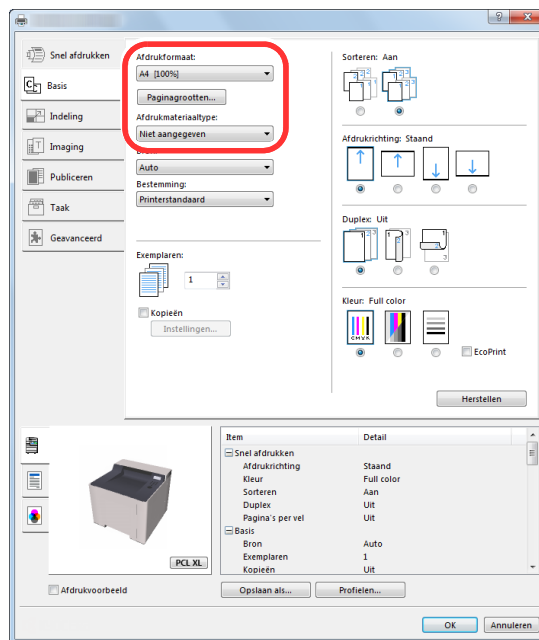 Snel afdrukken
Basis
Indeling
Imaging
Publiceren
Taak
Geavanceerd
Afdrukformaat:
A4 [100%]
Paginagrootten...
Afdrukmateriaaltype:
Niet aangegeven
Auto
Bestemming:
Printerstandaard
Exemplaren:
1
Kopieën
Instellingen...
Sorteren: Aan
Afdrukrichting: Staand
Duplex: Uit
Kleur: Full color
CMYK
EcoPrint
Herstellen
PCL XL
Item Detail
Snel afdrukken
Afdrukrichting Staand
Kleur Full color
Sorteren Aan
Duplex Uit
Pagina's per vel Uit
Basis
Bron Auto
Exemplaren 1
Kopieën Uit
Afdrukvoorbeeld
Opslaan als... Profielen...
OK Annuleren